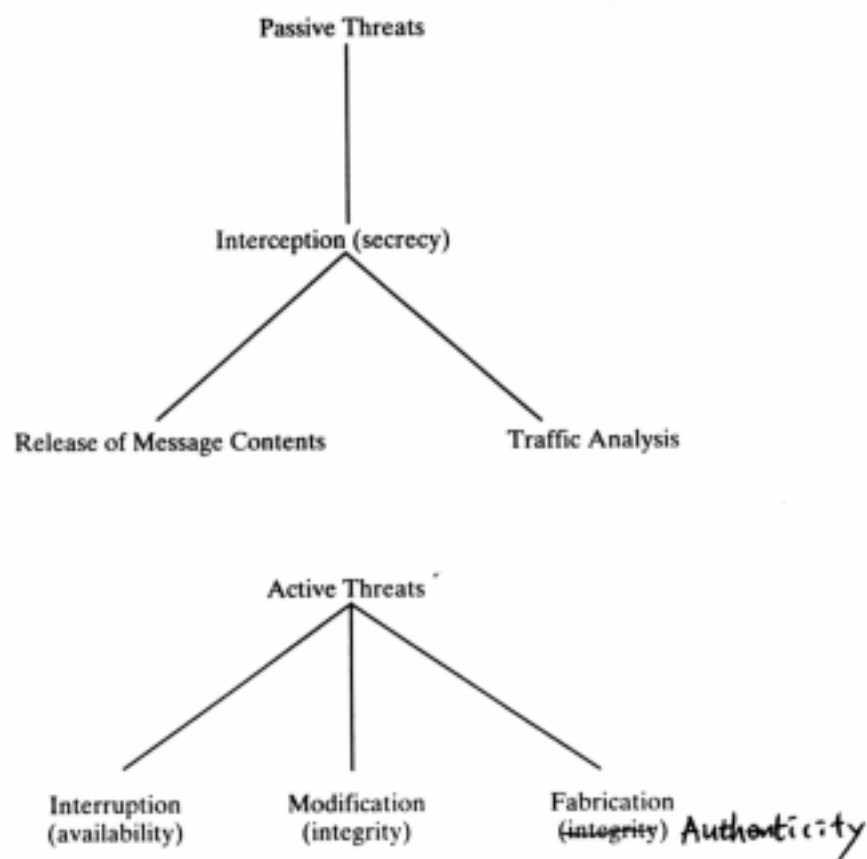 Passive Threats
Interception (secrecy)
Release of Message Contents
Traffic Analysis
Active Threats
Interruption
(availability)
Modification
(integrity)
Fabrication
(integrity) Authenticity